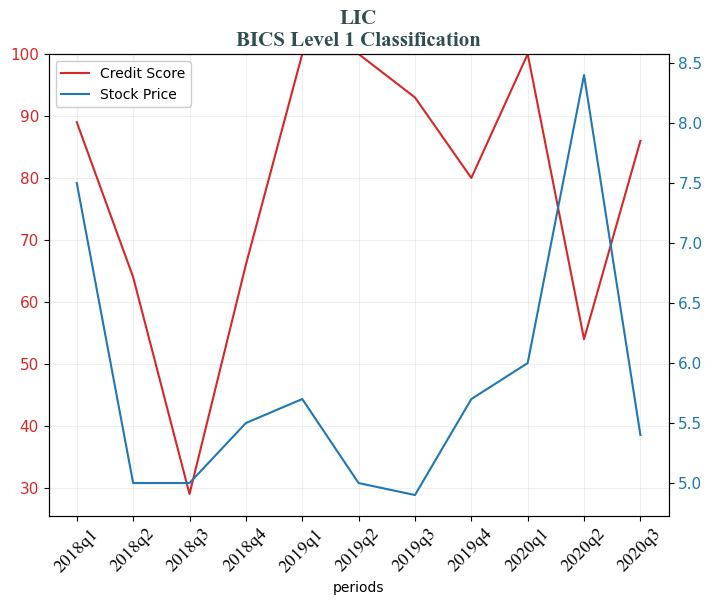 LIC
BICS Level 1 Classification
Credit Score
Stock Price
100
90
80
70
60
50
40
30
8.5
8.0
7.5
7.0
6.5
6.0
5.5
5.0
2018q1
2018q2
2018q3
2018q4
2019q1
2019q2
2019q3
2019q4
2020q1
2020q2
2020q3
periods